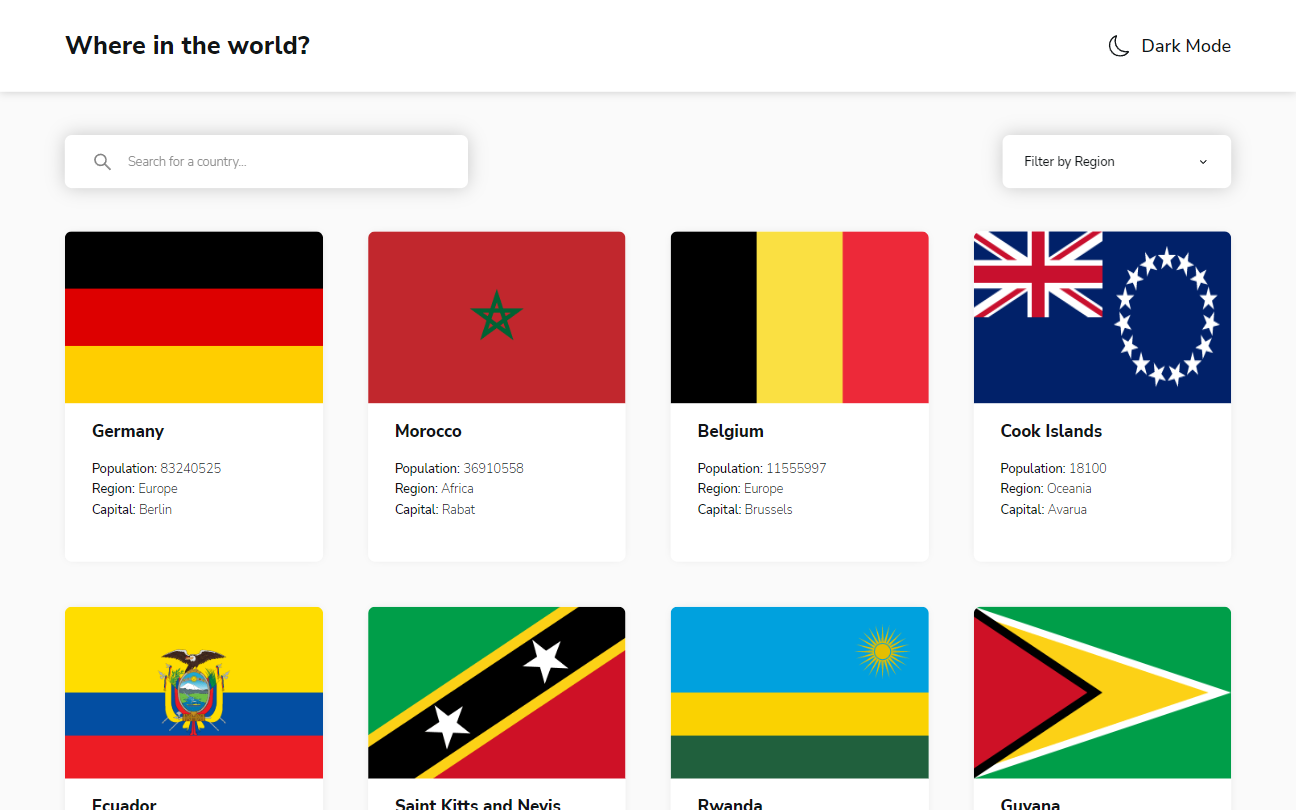 Where in the world?
Dark Mode
Search for a country...
Filter by Region
Germany
Population: 83240525
Region: Europe
Capital: Berlin
Morocco
Population: 36910558
Region: Africa
Capital: Rabat
Belgium
Population: 11555997
Region: Europe
Capital: Brussels
Cook Islands
Population: 18100
Region: Oceania
Capital: Avarua
Ecuador
Saint Kitts and Nevis
Rwanda
Guyana